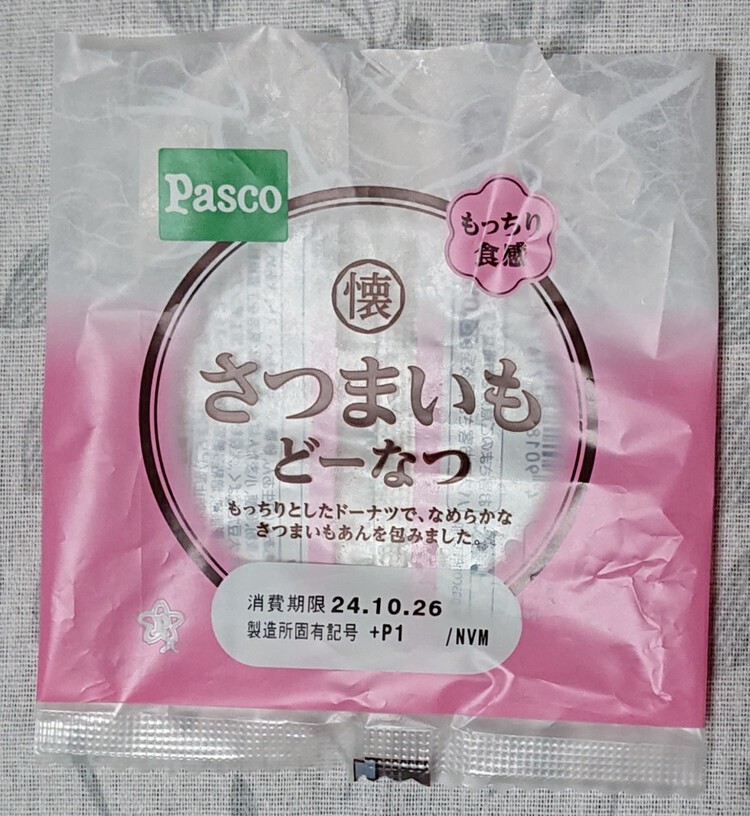 Pasco
もっちり
食感
懐
さつまいも
どーなつ
もっちりとしたドーナツで、なめらかな
さつまいもあんを包みました。
消費期限 24.10.26
製造所固有記号 +P1 /NVM